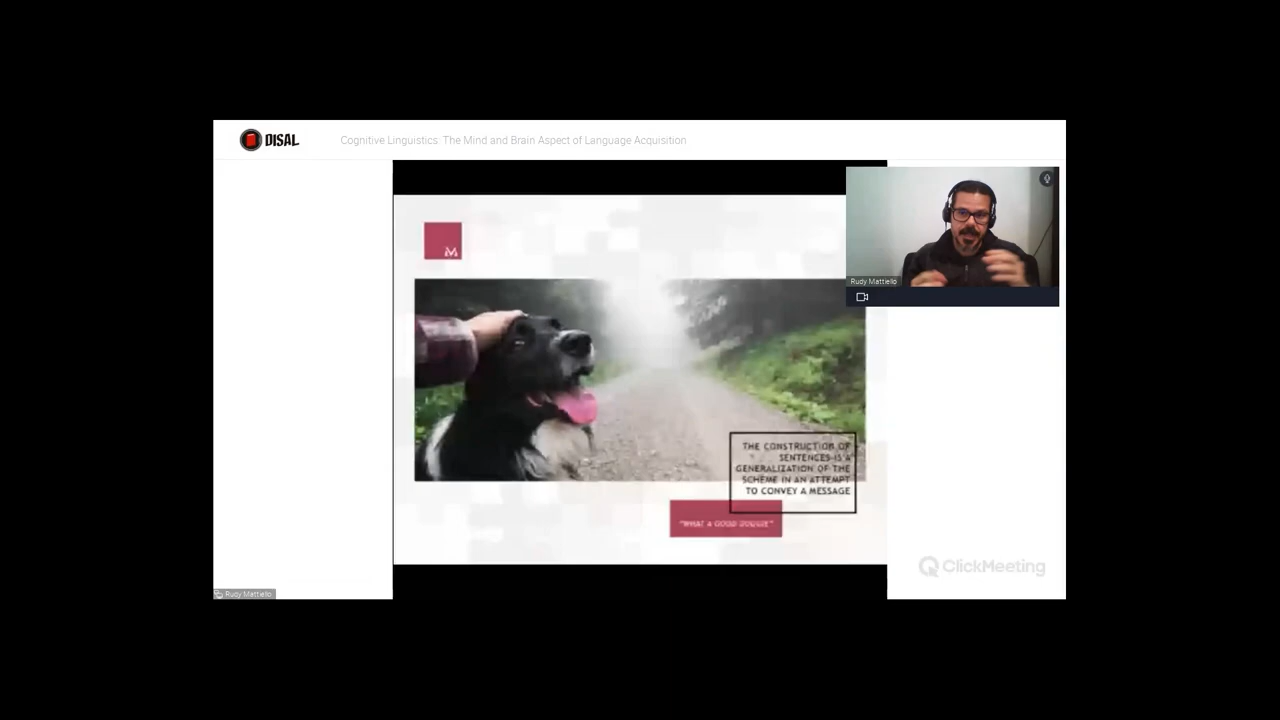 DISAL
Cognitive Linguistics: The Mind and Brain Aspect of Language Acquisition
M
Rudy Mattiello
THE CONSTRUCTION OF
SENTENCES IS A
GENERALIZATION OF THE
SCHEME IN AN ATTEMPT
TO CONVEY A MESSAGE
"WHAT A GOOD DOGGIE"
ClickMeeting
Rudy Mattiello